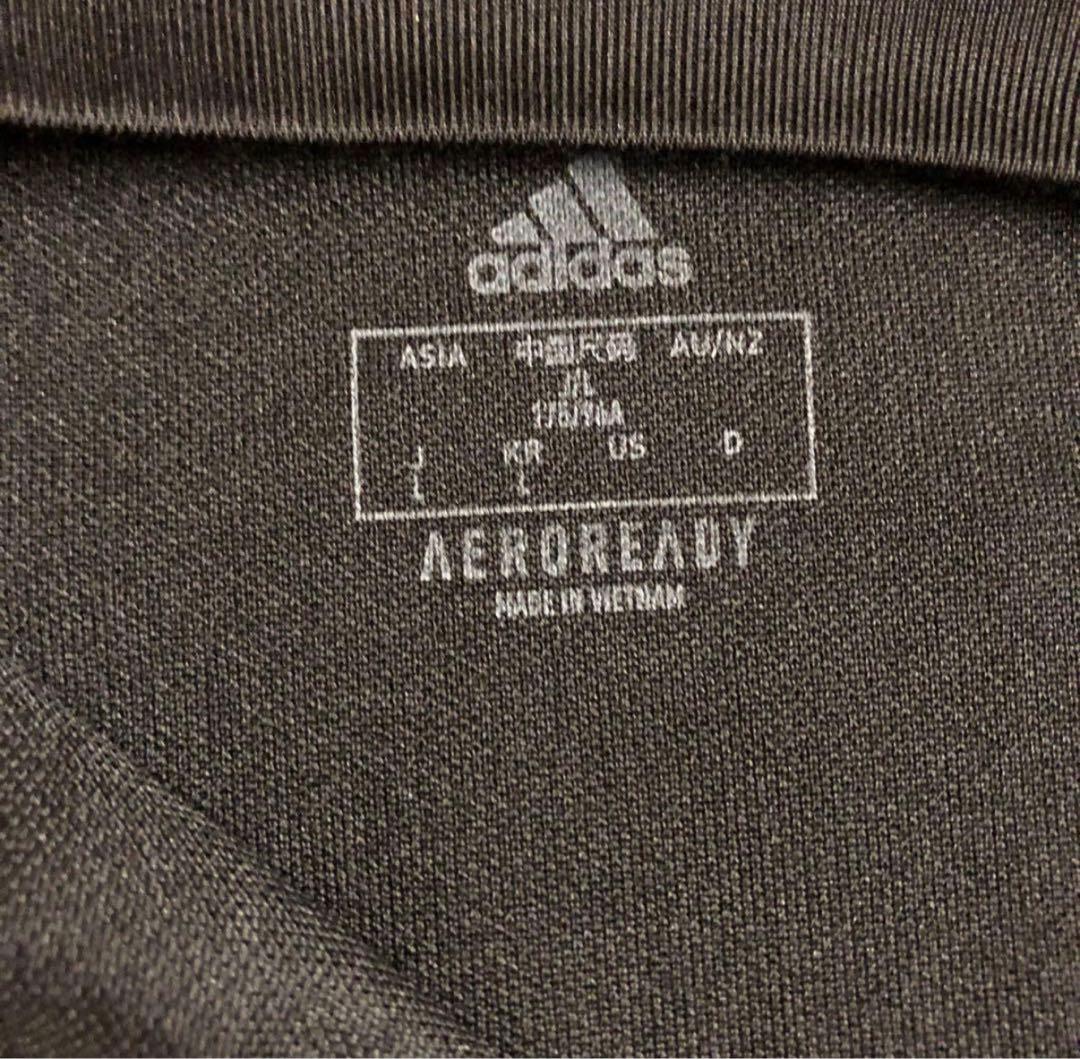 adidas
ASIA 中国尺码 AU/NZ
J/L
J KR US D
L L
AEROREADY
MADE IN VIETNAM